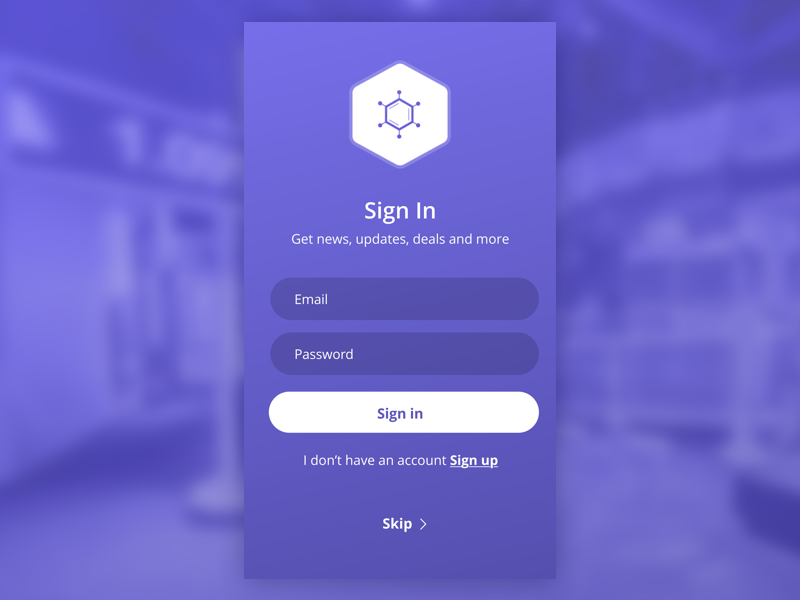 Sign In
Get news, updates, deals and more
Email
Password
Sign in
I don't have an account Sign up
Skip